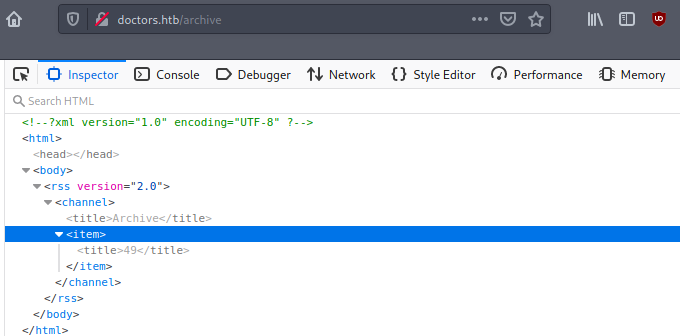 doctors.htb/archive
Inspector Console Debugger Network Style Editor Performance Memory
Search HTML
<!--?xml version="1.0" encoding="UTF-8" ?-->
<html>
<head></head>
<body>
<rss version="2.0">
<channel>
<title>Archive</title>
<item>
<title>49</title>
</item>
</channel>
</rss>
</body>
</html>